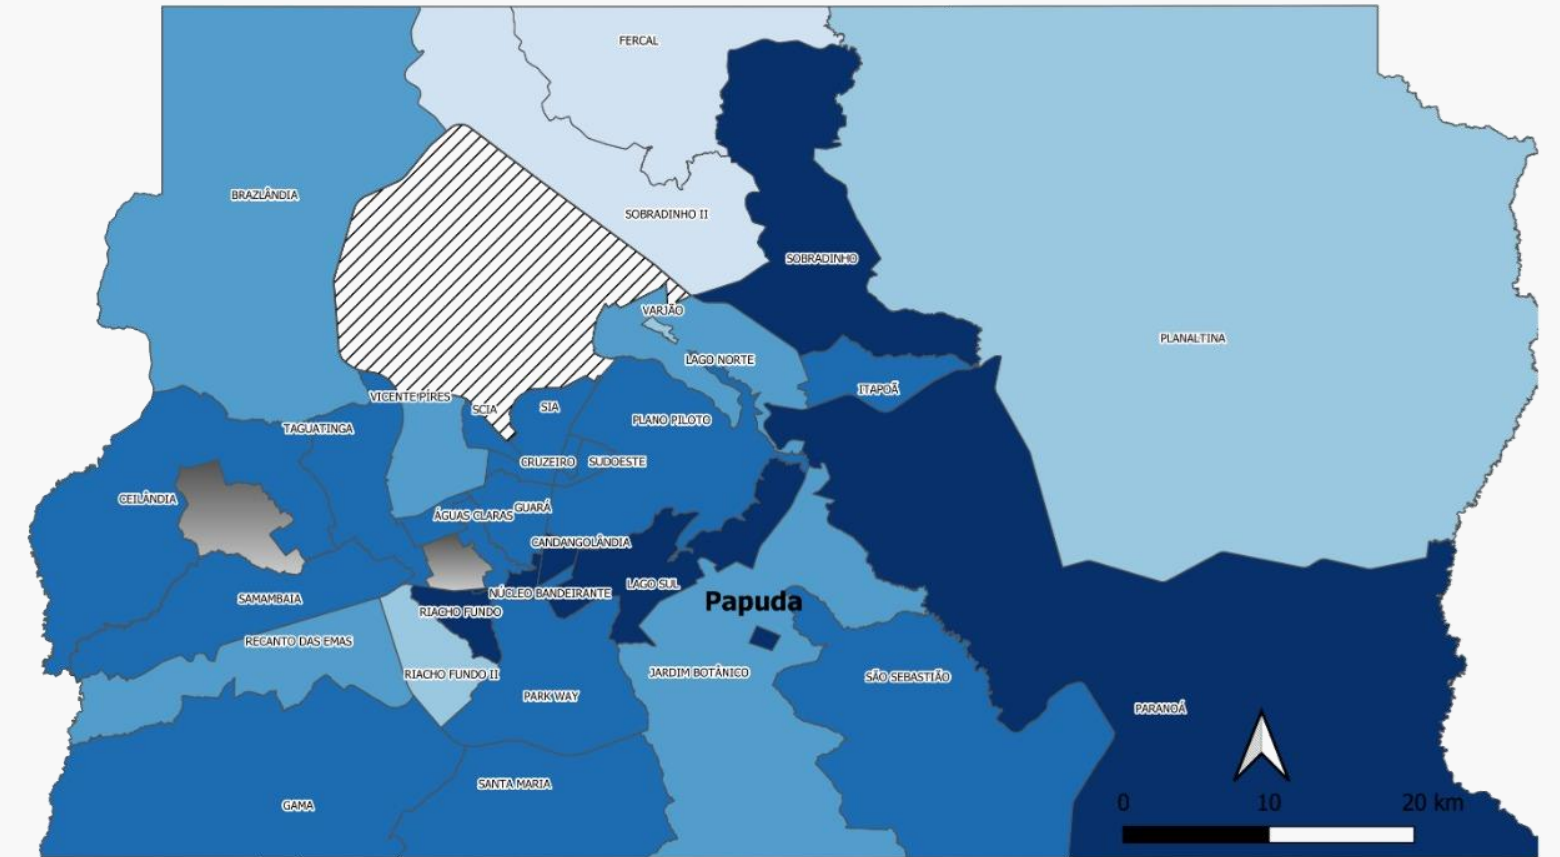 FERCAL
BRAZLÂNDIA
SOBRADINHO II
SOBRADINHO
VARJÃO
PLANALTINA
LAGO NORTE
ITAPOÃ
VICENTE PÍRES
SCIA
SIA
PLANO PILOTO
TAGUATINGA
CRUZEIRO
SUDOESTE
CEILÂNDIA
ÁGUAS CLARAS
GUARÁ
CANDANGOLÂNDIA
LAGO SUL
NÚCLEO BANDEIRANTE
SAMAMBAIA
Papuda
RIACHO FUNDO
RECANTO DAS EMAS
RIACHO FUNDO II
JARDIM BOTÂNICO
SÃO SEBASTIÃO
PARK WAY
PARANOÁ
SANTA MARIA
GAMA
0 10 20 km